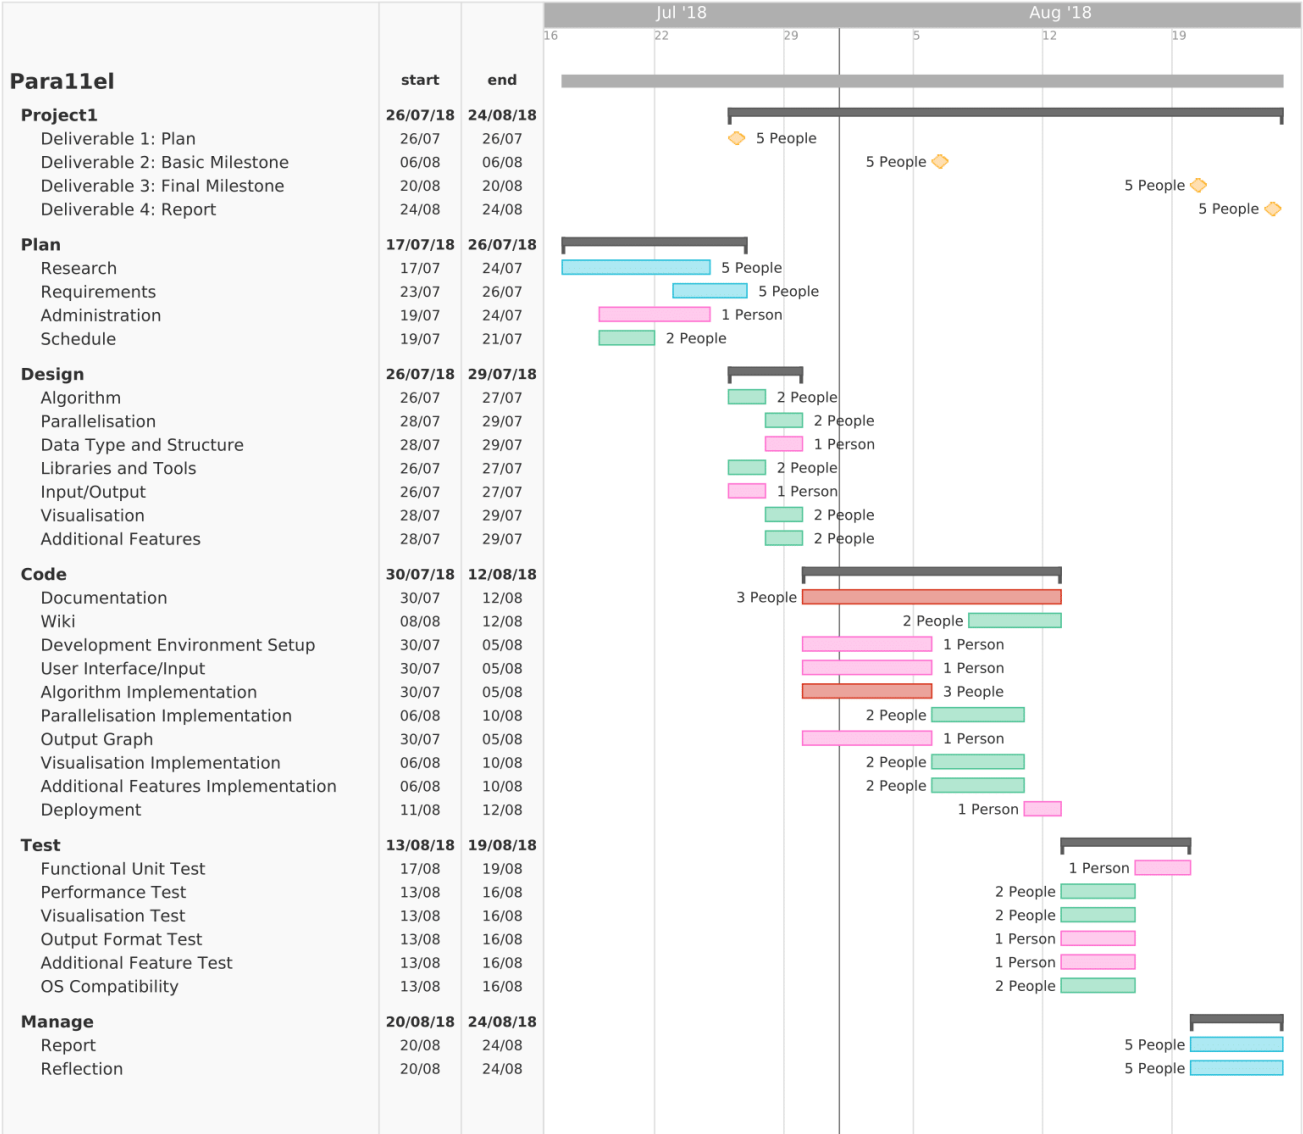 Jul '18 Aug '18
16 22 29 5 12 19
Para11el start end
Project1 26/07/18 24/08/18
Deliverable 1: Plan 26/07 26/07 5 People
Deliverable 2: Basic Milestone 06/08 06/08 5 People
Deliverable 3: Final Milestone 20/08 20/08 5 People
Deliverable 4: Report 24/08 24/08 5 People
Plan 17/07/18 26/07/18
Research 17/07 24/07 5 People
Requirements 23/07 26/07 5 People
Administration 19/07 24/07 1 Person
Schedule 19/07 21/07 2 People
Design 26/07/18 29/07/18
Algorithm 26/07 27/07 2 People
Parallelisation 28/07 29/07 2 People
Data Type and Structure 28/07 29/07 1 Person
Libraries and Tools 26/07 27/07 2 People
Input/Output 26/07 27/07 1 Person
Visualisation 28/07 29/07 2 People
Additional Features 28/07 29/07 2 People
Code 30/07/18 12/08/18
Documentation 30/07 12/08 3 People
Wiki 08/08 12/08 2 People
Development Environment Setup 30/07 05/08 1 Person
User Interface/Input 30/07 05/08 1 Person
Algorithm Implementation 30/07 05/08 3 People
Parallelisation Implementation 06/08 10/08 2 People
Output Graph 30/07 05/08 1 Person
Visualisation Implementation 06/08 10/08 2 People
Additional Features Implementation 06/08 10/08 2 People
Deployment 11/08 12/08 1 Person
Test 13/08/18 19/08/18
Functional Unit Test 17/08 19/08 1 Person
Performance Test 13/08 16/08 2 People
Visualisation Test 13/08 16/08 2 People
Output Format Test 13/08 16/08 1 Person
Additional Feature Test 13/08 16/08 1 Person
OS Compatibility 13/08 16/08 2 People
Manage 20/08/18 24/08/18
Report 20/08 24/08 5 People
Reflection 20/08 24/08 5 People